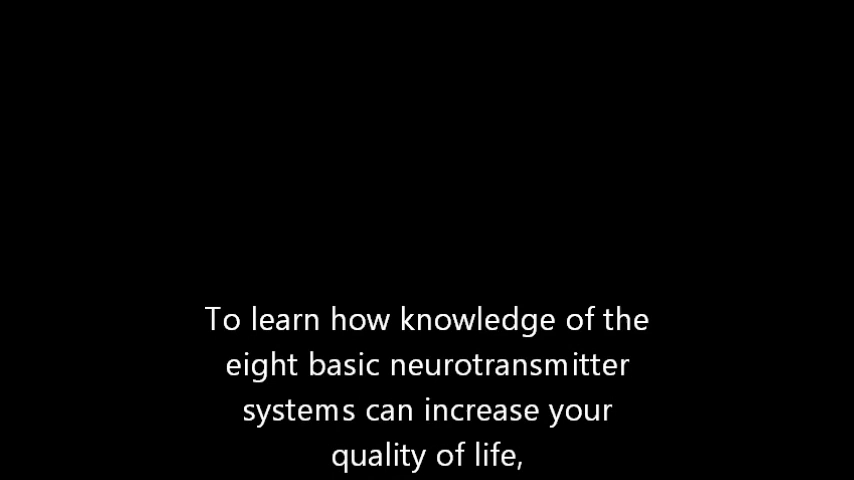 To learn how knowledge of the
eight basic neurotransmitter
systems can increase your
quality of life,